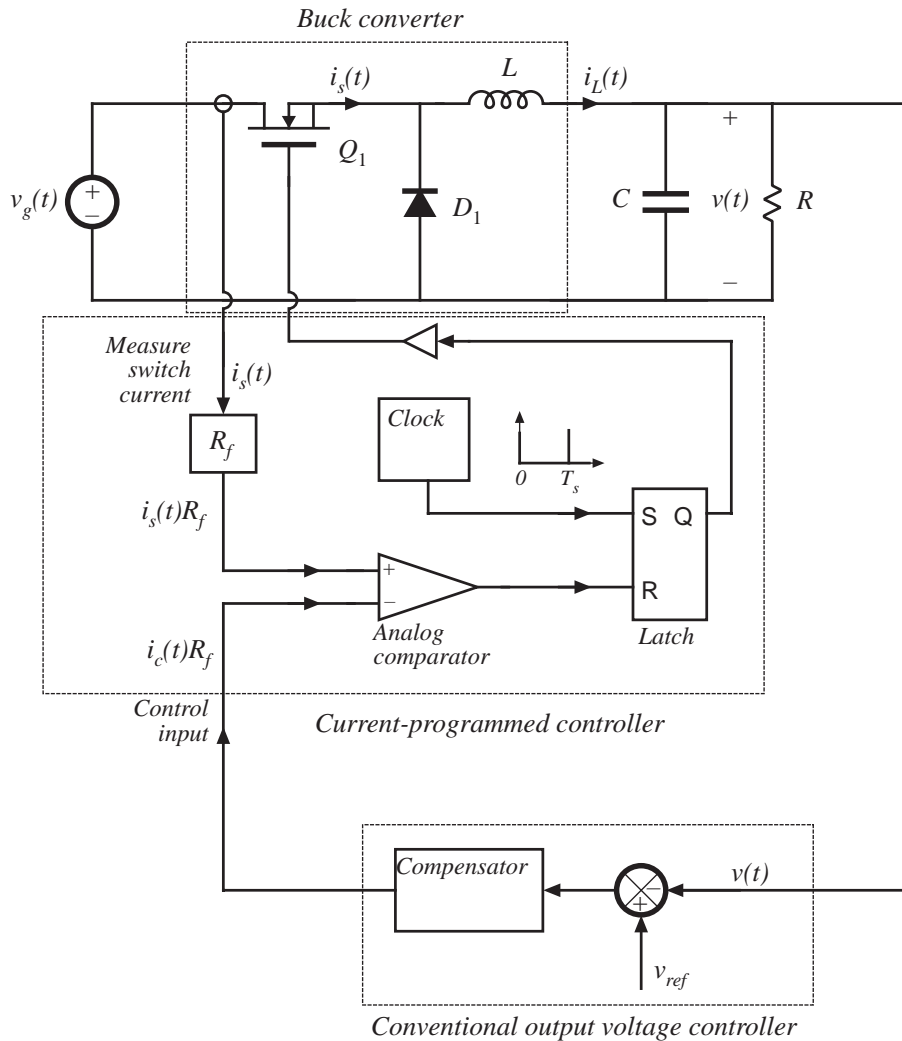 Buck converter
i_s(t)
L
i_L(t)
+
v_g(t)
+
–
Q_1
D_1
C
v(t)
R
–
Measure
switch
current
i_s(t)
Clock
R_f
0
T_s
i_s(t)R_f
S Q
+
–
R
Analog
comparator
Latch
i_c(t)R_f
Control
input
Current-programmed controller
Compensator
–
+
v(t)
v_ref
Conventional output voltage controller